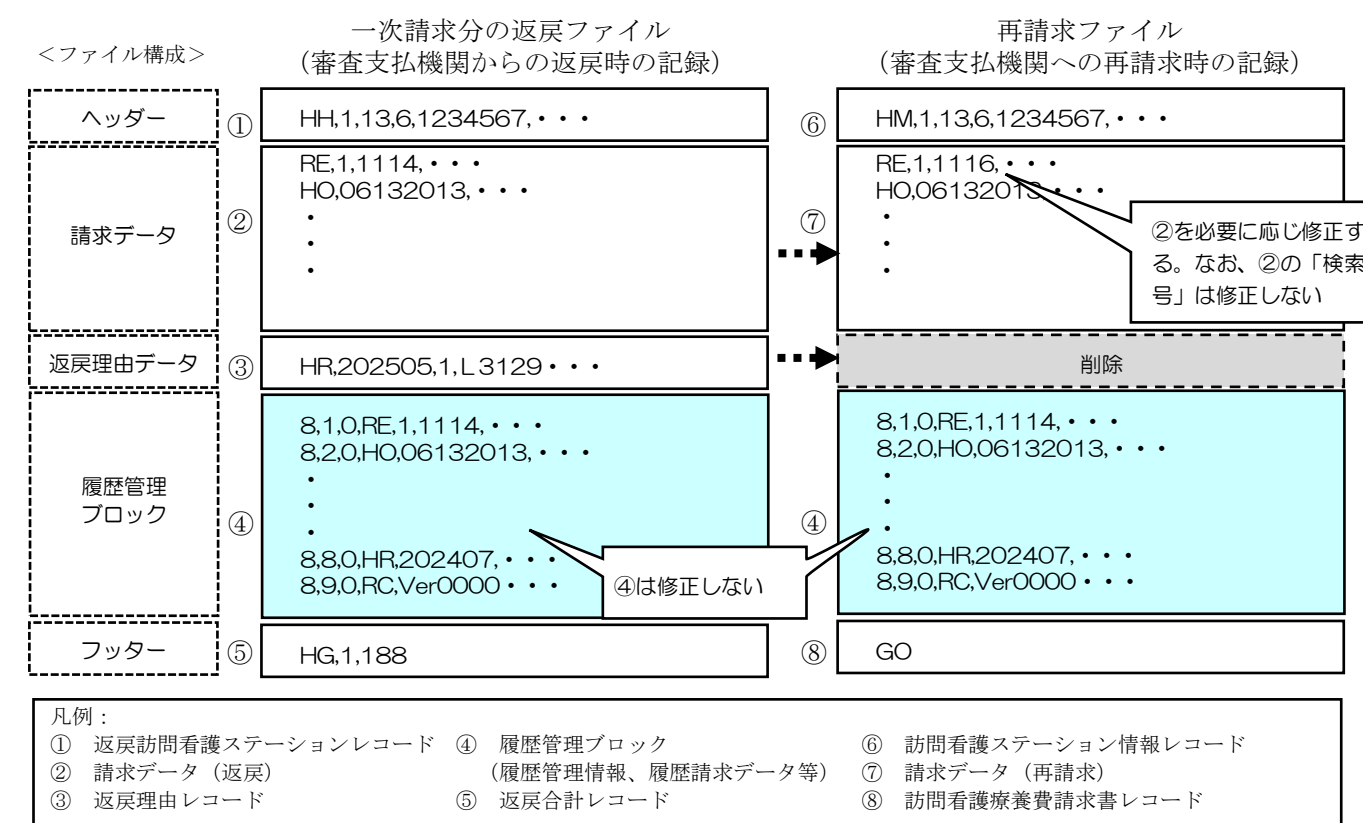 <ファイル構成>
一次請求分の返戻ファイル
(審査支払機関からの返戻時の記録)
再請求ファイル
(審査支払機関への再請求時の記録)
ヘッダー
①
HH,1,13,6,1234567,・・・
⑥
HM,1,13,6,1234567,・・・
請求データ
②
RE,1,1114,・・・
HO,06132013,・・・
・
・
・
⑦
RE,1,1116,・・・
HO,06132013,・・・
・
・
・
②を必要に応じ修正す
る。なお、②の「検索
号」は修正しない
返戻理由データ
③
HR,202505,1,L3129・・・
削除
履歴管理
ブロック
④
8,1,0,RE,1,1114,・・・
8,2,0,HO,06132013,・・・
・
・
・
8,8,0,HR,202407,・・・
8,9,0,RC,Ver0000・・・
④は修正しない
④
8,1,0,RE,1,1114,・・・
8,2,0,HO,06132013,・・・
・
・
・
8,8,0,HR,202407,・・・
8,9,0,RC,Ver0000・・・
フッター
⑤
HG,1,188
⑧
GO
凡例:
① 返戻訪問看護ステーションレコード
② 請求データ(返戻)
③ 返戻理由レコード
④ 履歴管理ブロック
(履歴管理情報、履歴請求データ等)
⑤ 返戻合計レコード
⑥ 訪問看護ステーション情報レコード
⑦ 請求データ(再請求)
⑧ 訪問看護療養費請求書レコード